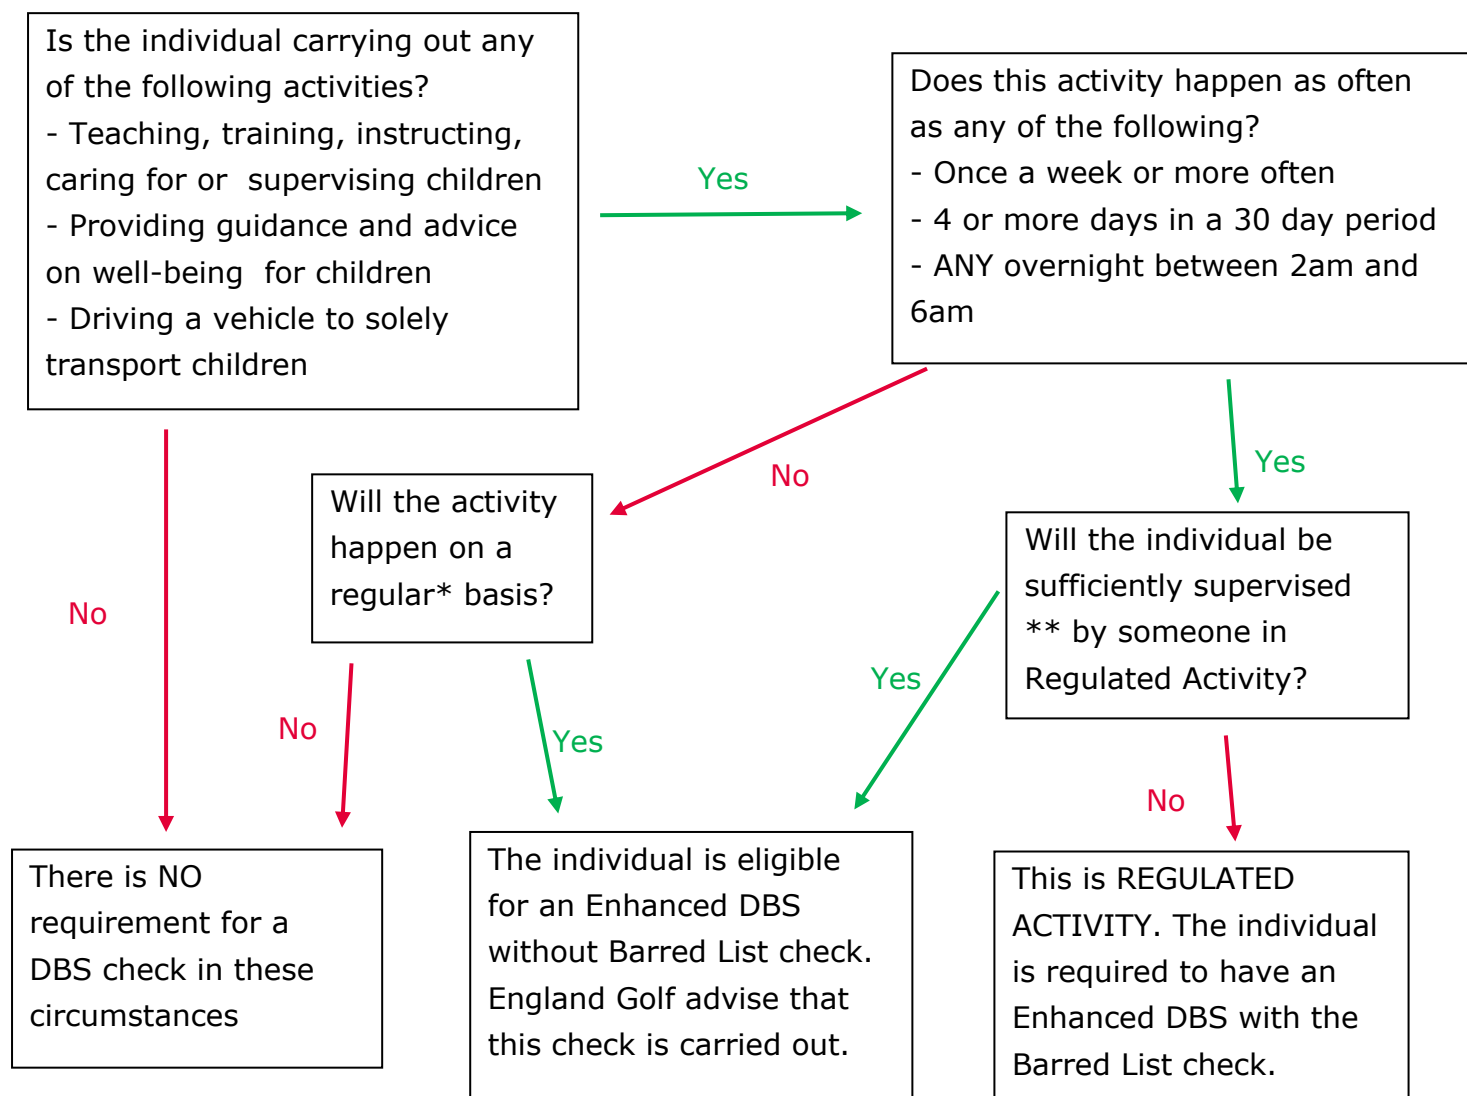 Is the individual carrying out any
of the following activities?
- Teaching, training, instructing,
caring for or  supervising children
- Providing guidance and advice
on well-being  for children
- Driving a vehicle to solely
transport children
Yes
Does this activity happen as often
as any of the following?
- Once a week or more often
- 4 or more days in a 30 day period
- ANY overnight between 2am and
6am
No
No
Yes
Will the activity
happen on a
regular* basis?
Will the individual be
sufficiently supervised
** by someone in
Regulated Activity?
No
Yes
Yes
No
There is NO
requirement for a
DBS check in these
circumstances
The individual is eligible
for an Enhanced DBS
without Barred List check.
England Golf advise that
this check is carried out.
This is REGULATED
ACTIVITY. The individual
is required to have an
Enhanced DBS with the
Barred List check.